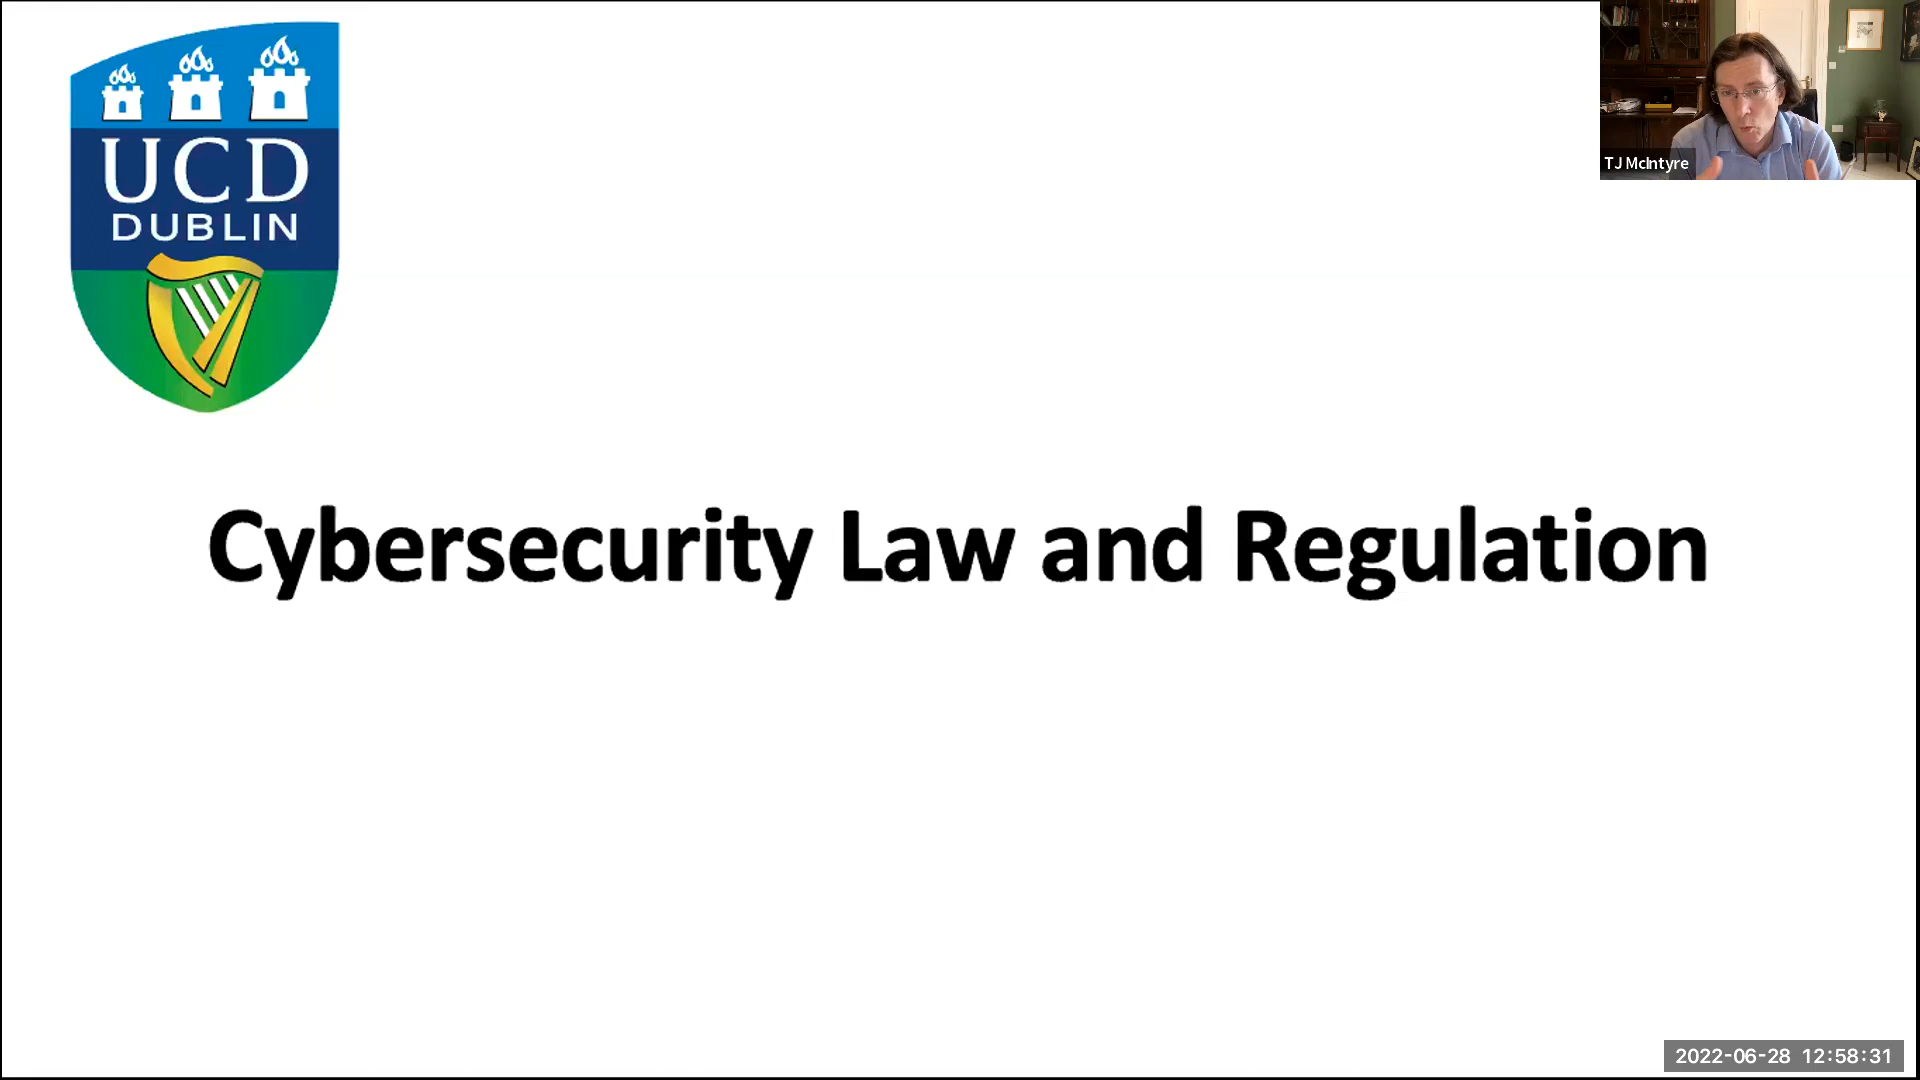 UCD
DUBLIN
TJ McIntyre
Cybersecurity Law and Regulation
2022-06-28 12:58:31